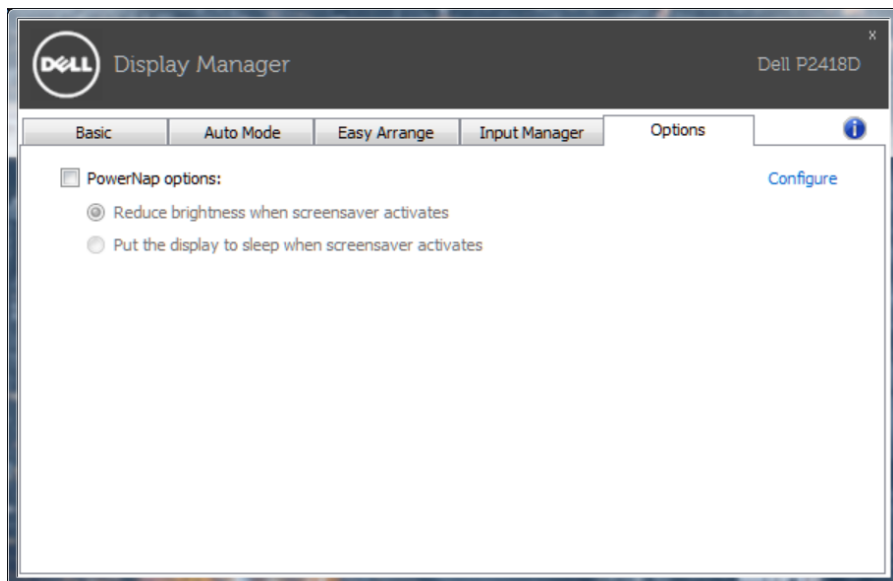 x
DELL Display Manager Dell P2418D
Basic Auto Mode Easy Arrange Input Manager Options i
PowerNap options: Configure
Reduce brightness when screensaver activates
Put the display to sleep when screensaver activates